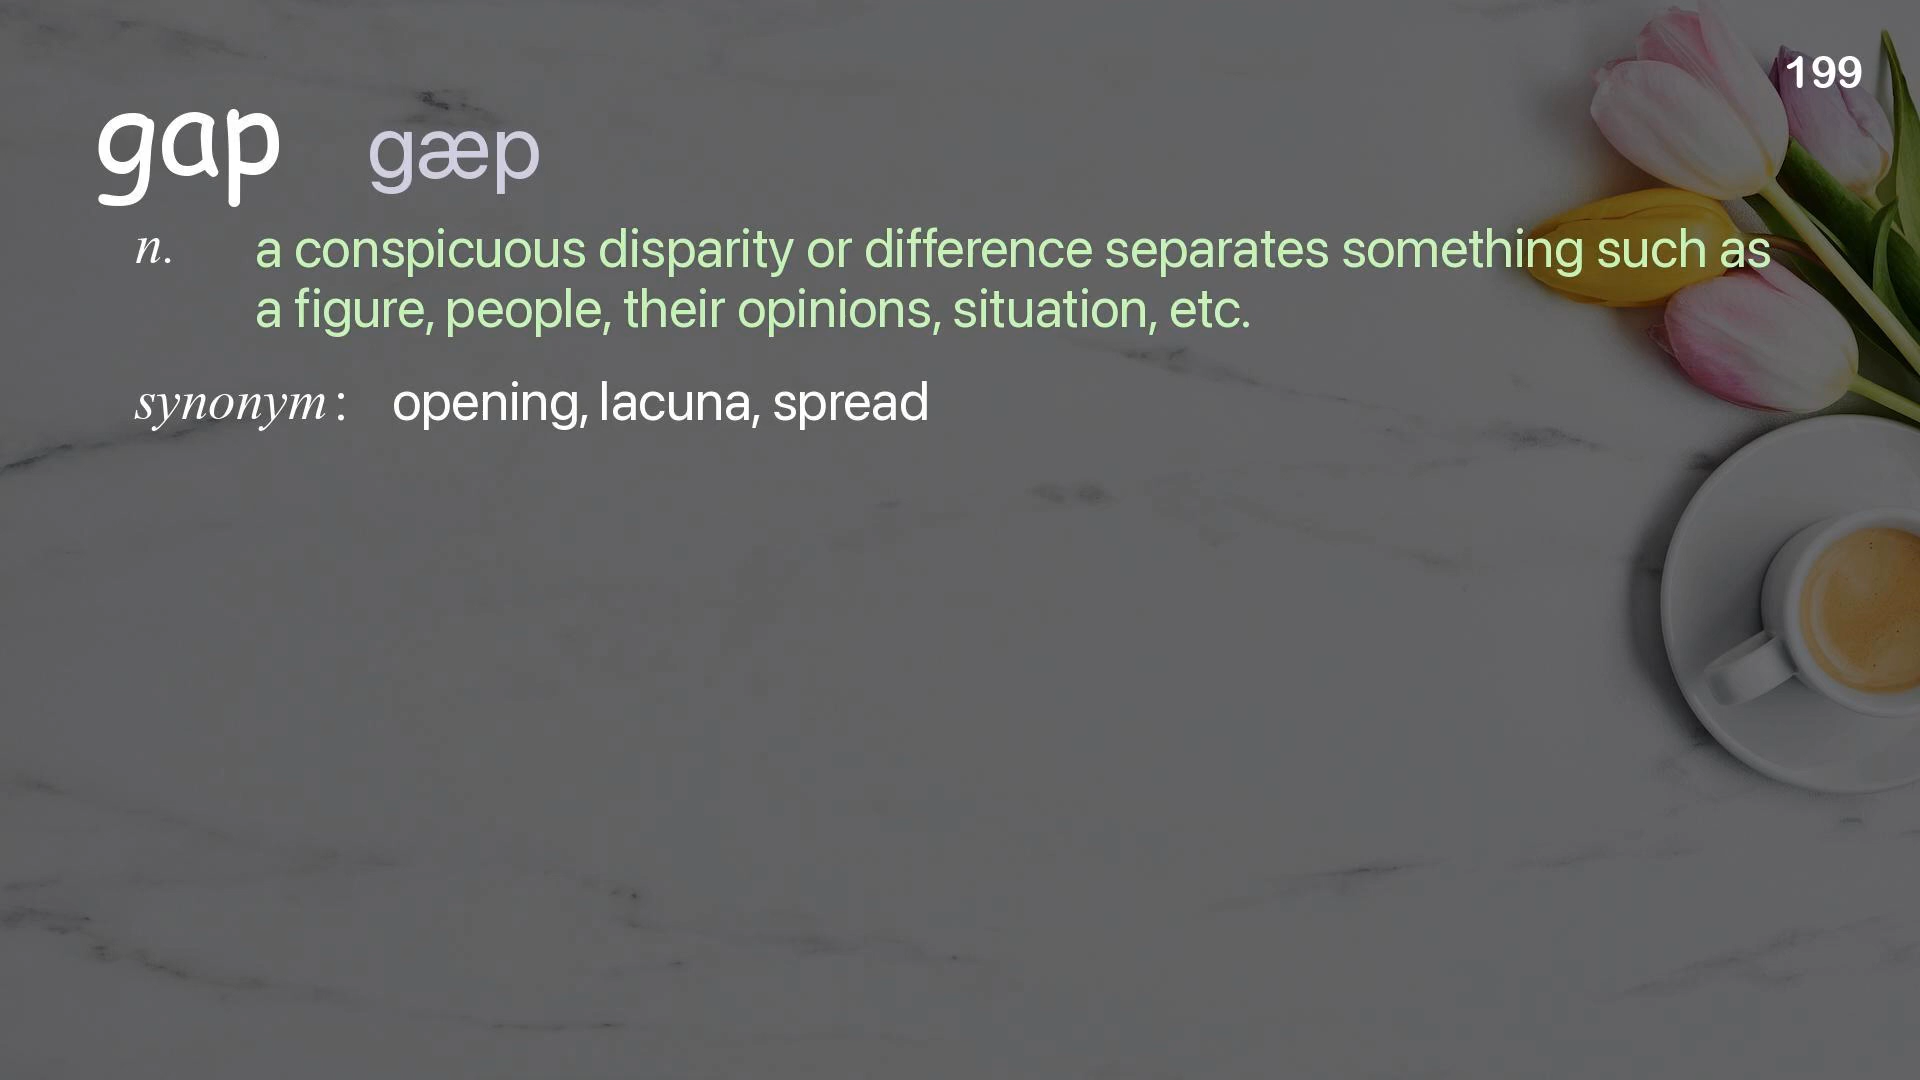 199
gap gæp
n. a conspicuous disparity or difference separates something such as
a figure, people, their opinions, situation, etc.
synonym: opening, lacuna, spread